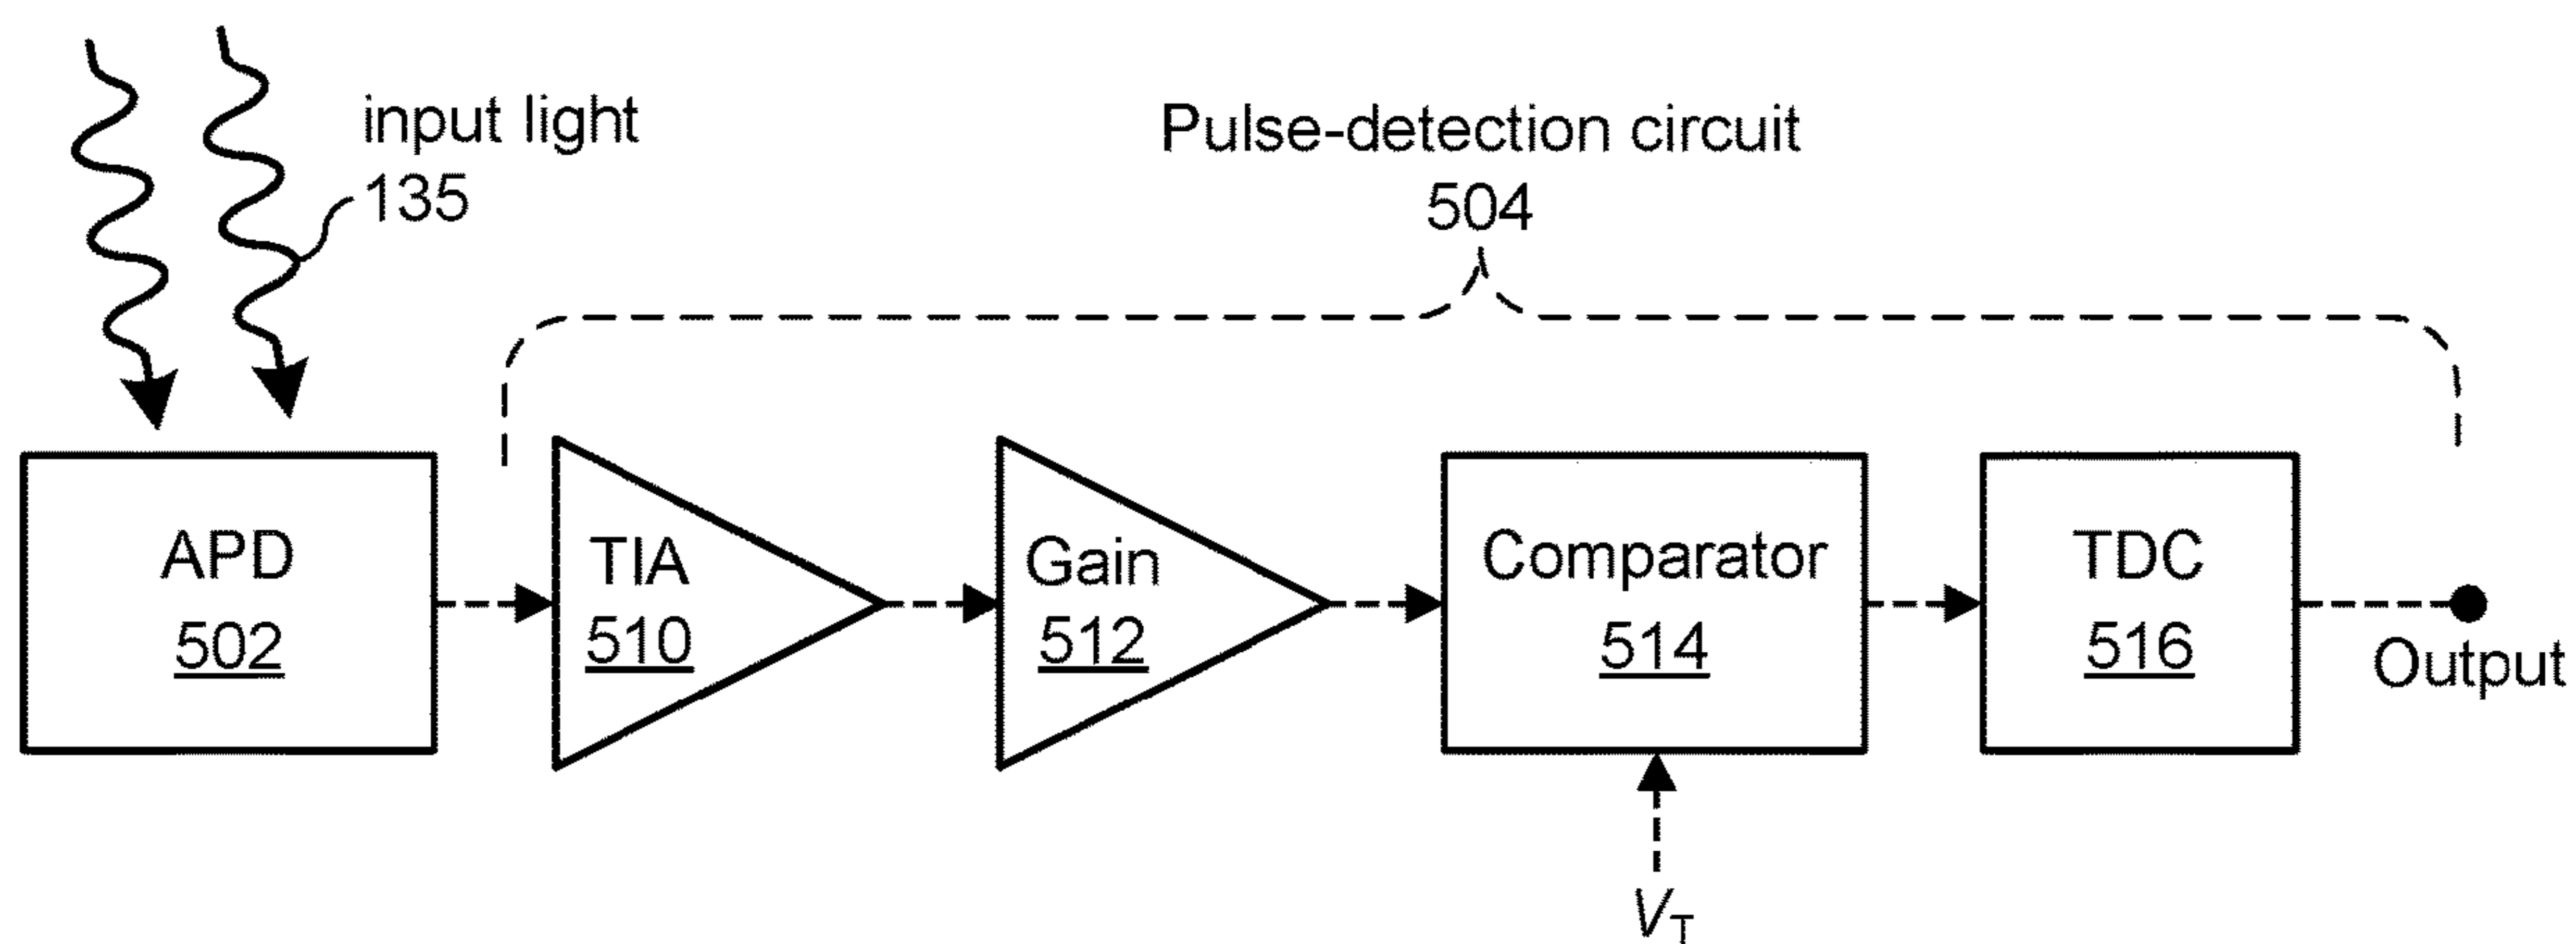 input light
135
Pulse-detection circuit
504
APD
502
TIA
510
Gain
512
Comparator
514
TDC
516
Output
VT